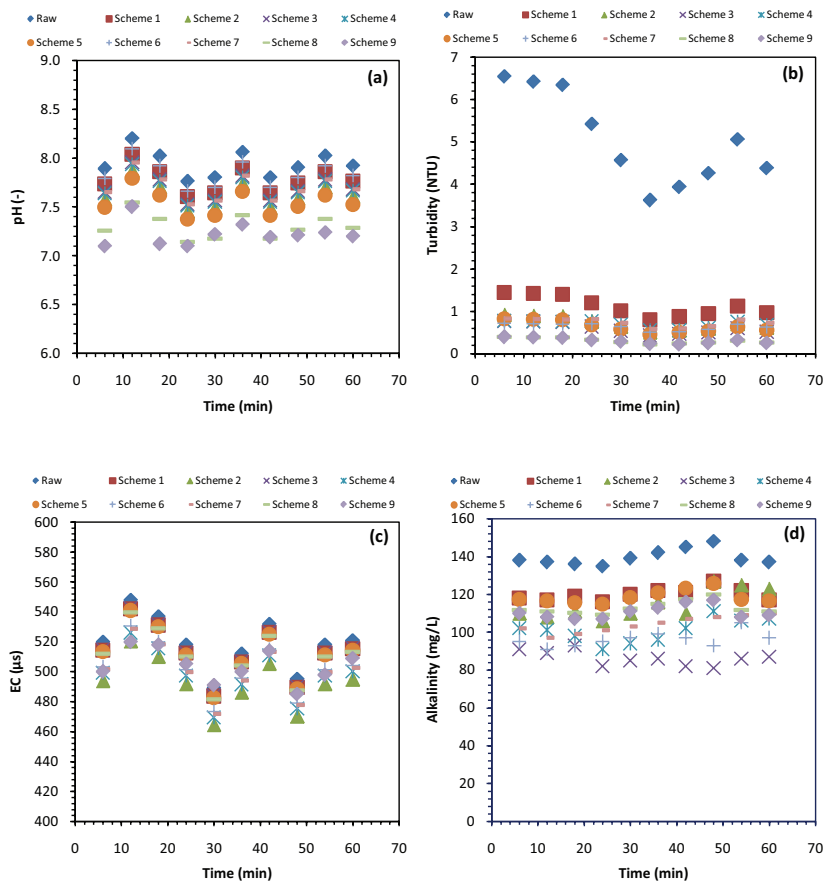 Raw Scheme 1 Scheme 2 Scheme 3 Scheme 4
Scheme 5 Scheme 6 Scheme 7 Scheme 8 Scheme 9
(a)
9.0
8.5
8.0
7.5
7.0
6.5
6.0
pH (-)
0 10 20 30 40 50 60 70
Time (min)
Raw Scheme 1 Scheme 2 Scheme 3 Scheme 4
Scheme 5 Scheme 6 Scheme 7 Scheme 8 Scheme 9
(b)
7
6
5
4
3
2
1
0
Turbidity (NTU)
0 10 20 30 40 50 60 70
Time (min)
Raw Scheme 1 Scheme 2 Scheme 3 Scheme 4
Scheme 5 Scheme 6 Scheme 7 Scheme 8 Scheme 9
(c)
600
580
560
540
520
500
480
460
440
420
400
EC (µs)
0 10 20 30 40 50 60 70
Time (min)
Raw Scheme 1 Scheme 2 Scheme 3 Scheme 4
Scheme 5 Scheme 6 Scheme 7 Scheme 8 Scheme 9
(d)
160
140
120
100
80
60
40
20
0
Alkalinity (mg/L)
0 10 20 30 40 50 60 70
Time (min)